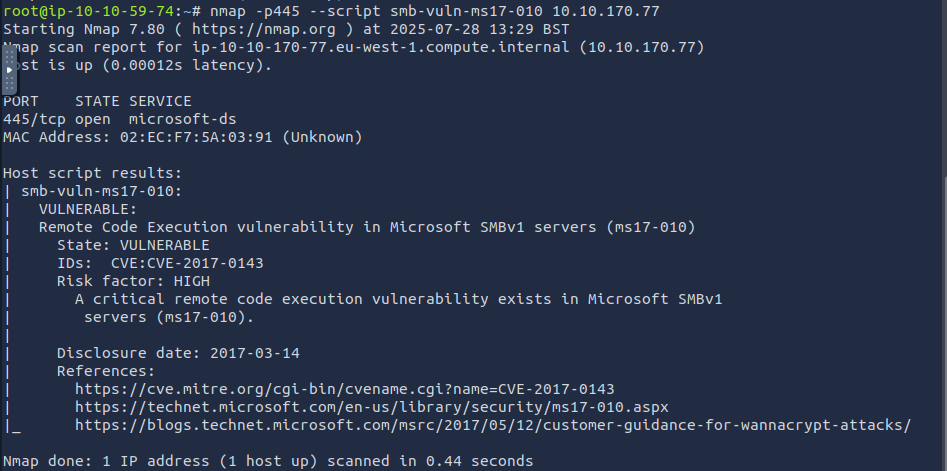 root@ip-10-10-59-74:~# nmap -p445 --script smb-vuln-ms17-010 10.10.170.77
Starting Nmap 7.80 ( https://nmap.org ) at 2025-07-28 13:29 BST
Nmap scan report for ip-10-10-170-77.eu-west-1.compute.internal (10.10.170.77)
ost is up (0.00012s latency).
PORT    STATE SERVICE
445/tcp open  microsoft-ds
MAC Address: 02:EC:F7:5A:03:91 (Unknown)
Host script results:
| smb-vuln-ms17-010:
|   VULNERABLE:
|   Remote Code Execution vulnerability in Microsoft SMBv1 servers (ms17-010)
|     State: VULNERABLE
|     IDs:  CVE:CVE-2017-0143
|     Risk factor: HIGH
|       A critical remote code execution vulnerability exists in Microsoft SMBv1
|        servers (ms17-010).
|
|     Disclosure date: 2017-03-14
|     References:
|       https://cve.mitre.org/cgi-bin/cvename.cgi?name=CVE-2017-0143
|       https://technet.microsoft.com/en-us/library/security/ms17-010.aspx
|_      https://blogs.technet.microsoft.com/msrc/2017/05/12/customer-guidance-for-wannacrypt-attacks/
Nmap done: 1 IP address (1 host up) scanned in 0.44 seconds